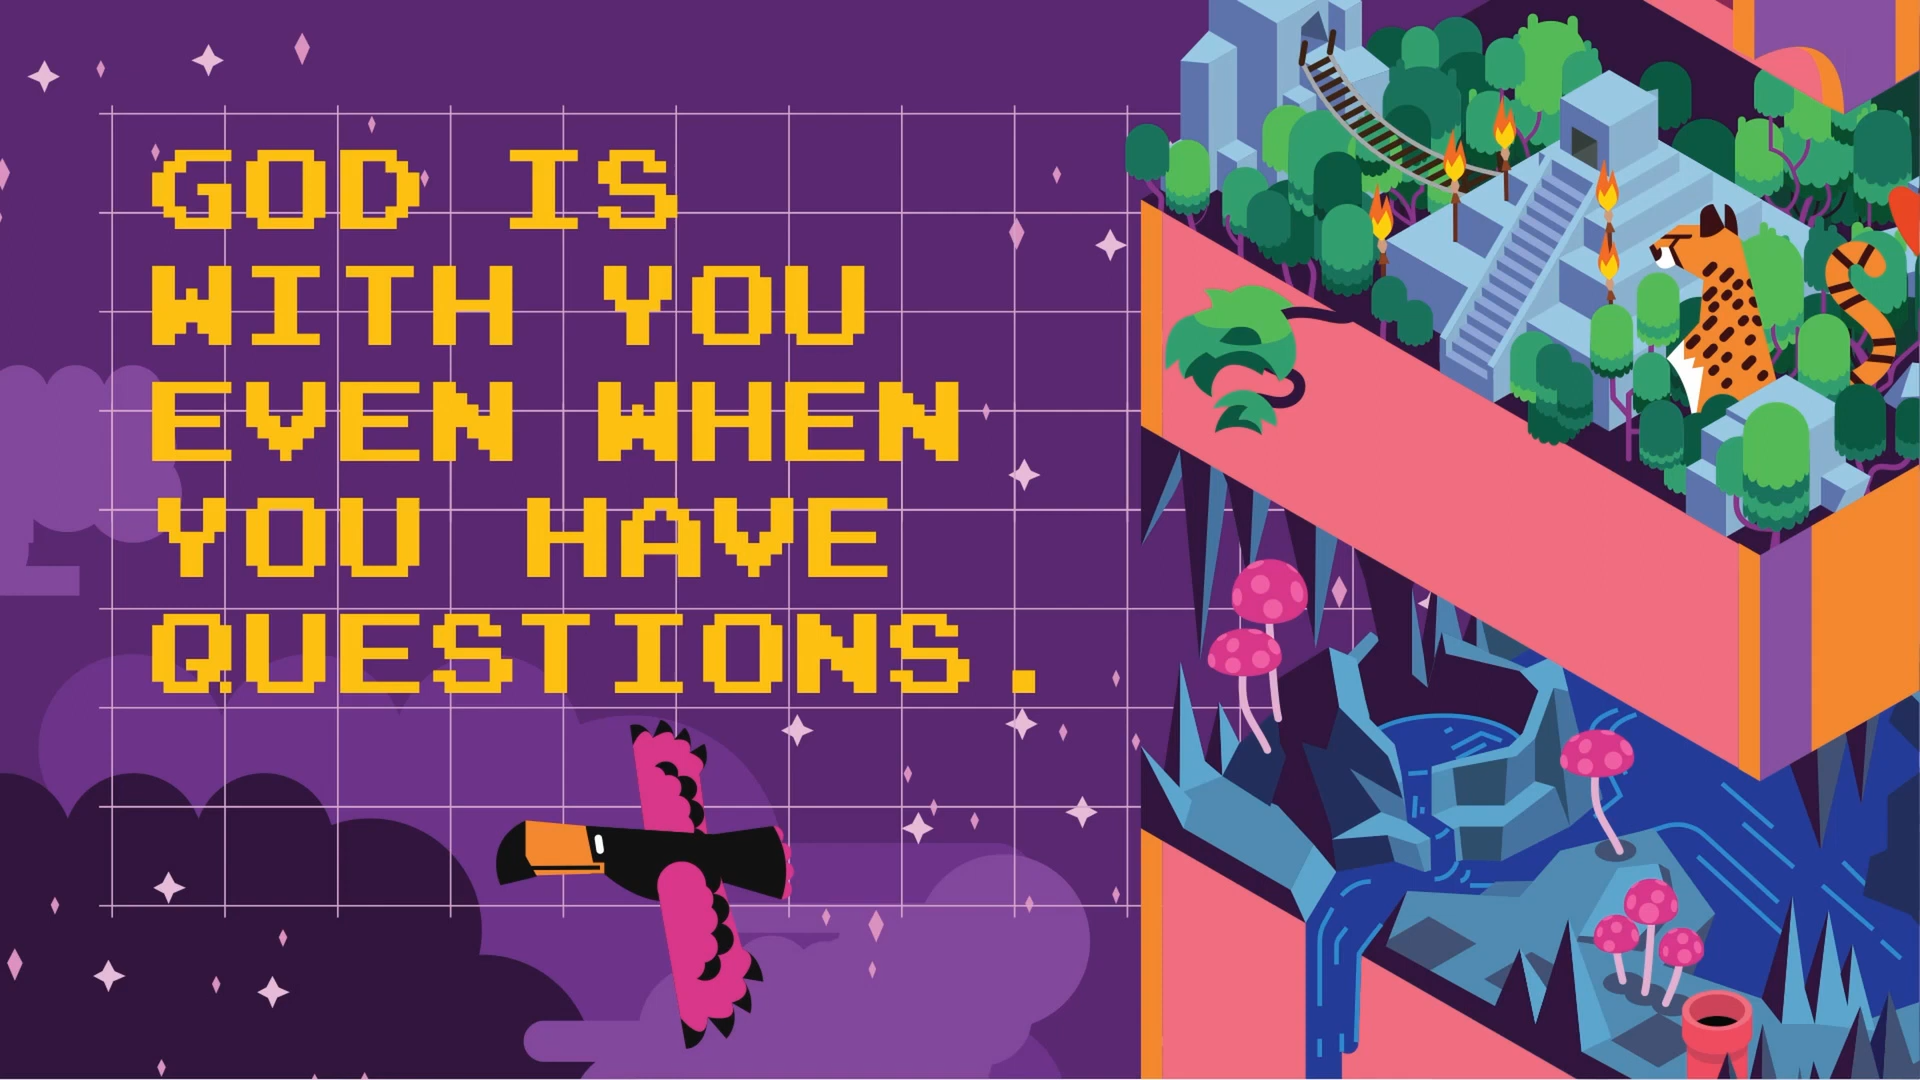 GOD IS
WITH YOU
EVEN WHEN
YOU HAVE
QUESTIONS.